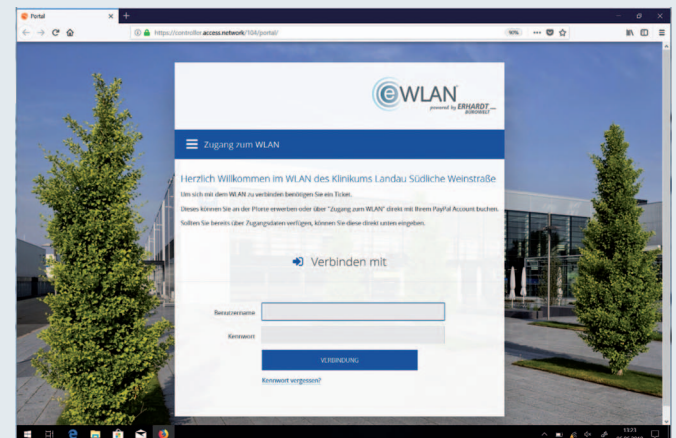 Portal
https://controller.access.network/104/portal/
90%
eWLAN
powered by ERHARDT
BÜROWELT
Zugang zum WLAN
Herzlich Willkommen im WLAN des Klinikums Landau Südliche Weinstraße
Um sich mit dem WLAN zu verbinden benötigen Sie ein Ticket.
Dieses können Sie an der Pforte erwerben oder über "Zugang zum WLAN" direkt mit Ihrem PayPal Account buchen.
Sollten Sie bereits über Zugangsdaten verfügen, können Sie diese direkt unten eingeben.
Verbinden mit
Benutzername
Kennwort
VERBINDUNG
Kennwort vergessen?
13:23